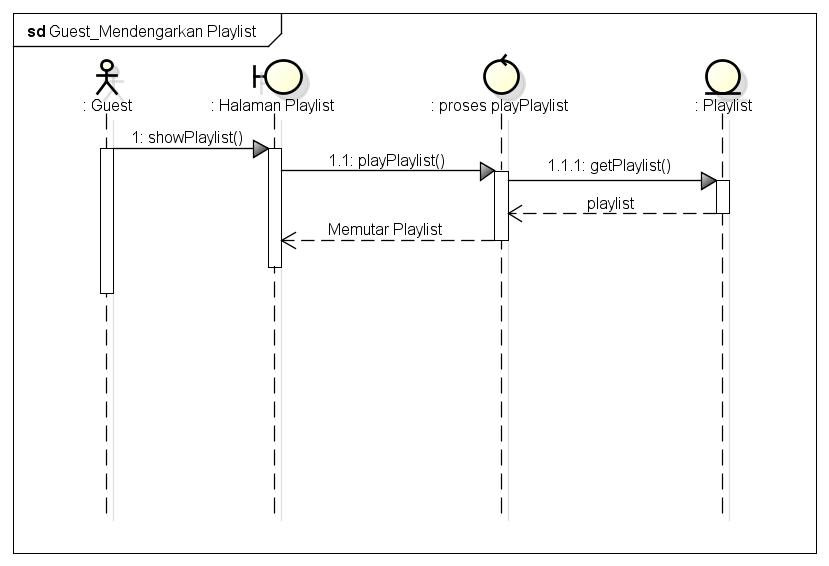 sd Guest_Mendengarkan Playlist
: Guest
: Halaman Playlist
: proses playPlaylist
: Playlist
1: showPlaylist()
1.1: playPlaylist()
1.1.1: getPlaylist()
playlist
Memutar Playlist